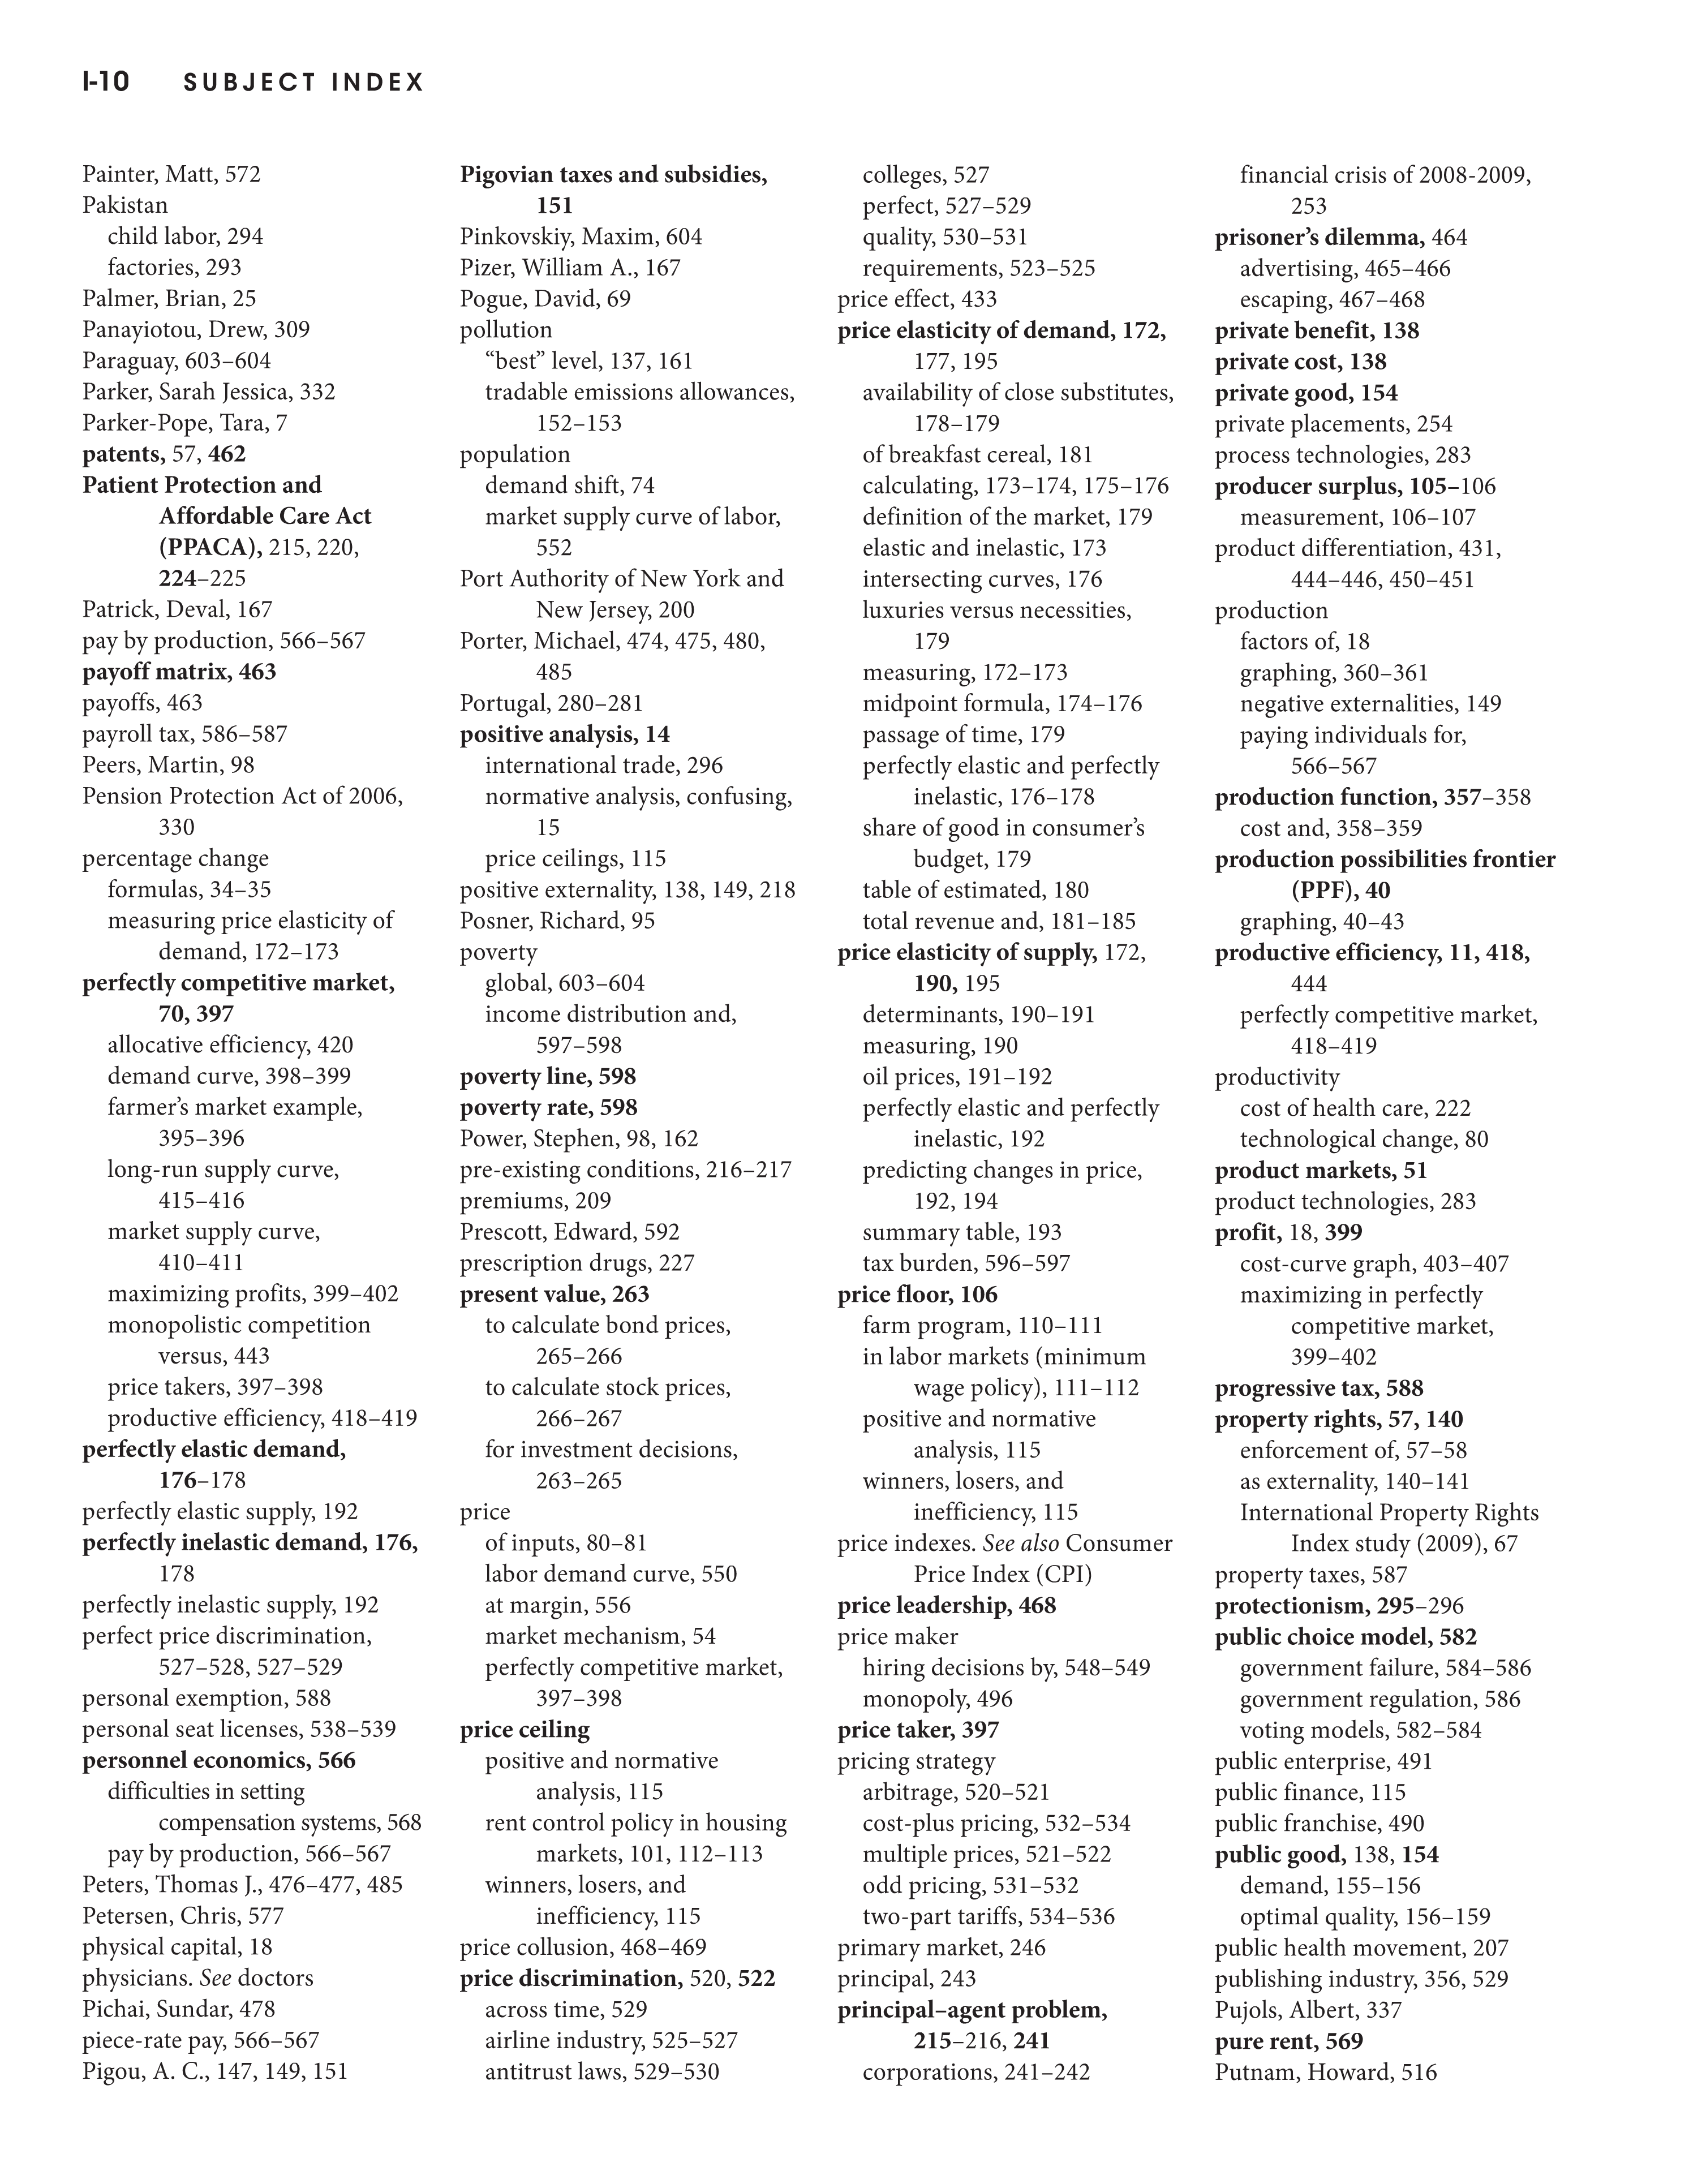 I-10 SUBJECT INDEX
Painter, Matt, 572
Pakistan
child labor, 294
factories, 293
Palmer, Brian, 25
Panayiotou, Drew, 309
Paraguay, 603–604
Parker, Sarah Jessica, 332
Parker-Pope, Tara, 7
patents, 57, 462
Patient Protection and
Affordable Care Act
(PPACA), 215, 220,
224–225
Patrick, Deval, 167
pay by production, 566–567
payoff matrix, 463
payoffs, 463
payroll tax, 586–587
Peers, Martin, 98
Pension Protection Act of 2006,
330
percentage change
formulas, 34–35
measuring price elasticity of
demand, 172–173
perfectly competitive market,
70, 397
allocative efficiency, 420
demand curve, 398–399
farmer’s market example,
395–396
long-run supply curve,
415–416
market supply curve,
410–411
maximizing profits, 399–402
monopolistic competition
versus, 443
price takers, 397–398
productive efficiency, 418–419
perfectly elastic demand,
176–178
perfectly elastic supply, 192
perfectly inelastic demand, 176,
178
perfectly inelastic supply, 192
perfect price discrimination,
527–528, 527–529
personal exemption, 588
personal seat licenses, 538–539
personnel economics, 566
difficulties in setting
compensation systems, 568
pay by production, 566–567
Peters, Thomas J., 476–477, 485
Petersen, Chris, 577
physical capital, 18
physicians. See doctors
Pichai, Sundar, 478
piece-rate pay, 566–567
Pigou, A. C., 147, 149, 151
Pigovian taxes and subsidies,
151
Pinkovskiy, Maxim, 604
Pizer, William A., 167
Pogue, David, 69
pollution
“best” level, 137, 161
tradable emissions allowances,
152–153
population
demand shift, 74
market supply curve of labor,
552
Port Authority of New York and
New Jersey, 200
Porter, Michael, 474, 475, 480,
485
Portugal, 280–281
positive analysis, 14
international trade, 296
normative analysis, confusing,
15
price ceilings, 115
positive externality, 138, 149, 218
Posner, Richard, 95
poverty
global, 603–604
income distribution and,
597–598
poverty line, 598
poverty rate, 598
Power, Stephen, 98, 162
pre-existing conditions, 216–217
premiums, 209
Prescott, Edward, 592
prescription drugs, 227
present value, 263
to calculate bond prices,
265–266
to calculate stock prices,
266–267
for investment decisions,
263–265
price
of inputs, 80–81
labor demand curve, 550
at margin, 556
market mechanism, 54
perfectly competitive market,
397–398
price ceiling
positive and normative
analysis, 115
rent control policy in housing
markets, 101, 112–113
winners, losers, and
inefficiency, 115
price collusion, 468–469
price discrimination, 520, 522
across time, 529
airline industry, 525–527
antitrust laws, 529–530
colleges, 527
perfect, 527–529
quality, 530–531
requirements, 523–525
price effect, 433
price elasticity of demand, 172,
177, 195
availability of close substitutes,
178–179
of breakfast cereal, 181
calculating, 173–174, 175–176
definition of the market, 179
elastic and inelastic, 173
intersecting curves, 176
luxuries versus necessities,
179
measuring, 172–173
midpoint formula, 174–176
passage of time, 179
perfectly elastic and perfectly
inelastic, 176–178
share of good in consumer’s
budget, 179
table of estimated, 180
total revenue and, 181–185
price elasticity of supply, 172,
190, 195
determinants, 190–191
measuring, 190
oil prices, 191–192
perfectly elastic and perfectly
inelastic, 192
predicting changes in price,
192, 194
summary table, 193
tax burden, 596–597
price floor, 106
farm program, 110–111
in labor markets (minimum
wage policy), 111–112
positive and normative
analysis, 115
winners, losers, and
inefficiency, 115
price indexes. See also Consumer
Price Index (CPI)
price leadership, 468
price maker
hiring decisions by, 548–549
monopoly, 496
price taker, 397
pricing strategy
arbitrage, 520–521
cost-plus pricing, 532–534
multiple prices, 521–522
odd pricing, 531–532
two-part tariffs, 534–536
primary market, 246
principal, 243
principal–agent problem,
215–216, 241
corporations, 241–242
financial crisis of 2008-2009,
253
prisoner’s dilemma, 464
advertising, 465–466
escaping, 467–468
private benefit, 138
private cost, 138
private good, 154
private placements, 254
process technologies, 283
producer surplus, 105–106
measurement, 106–107
product differentiation, 431,
444–446, 450–451
production
factors of, 18
graphing, 360–361
negative externalities, 149
paying individuals for,
566–567
production function, 357–358
cost and, 358–359
production possibilities frontier
(PPF), 40
graphing, 40–43
productive efficiency, 11, 418,
444
perfectly competitive market,
418–419
productivity
cost of health care, 222
technological change, 80
product markets, 51
product technologies, 283
profit, 18, 399
cost-curve graph, 403–407
maximizing in perfectly
competitive market,
399–402
progressive tax, 588
property rights, 57, 140
enforcement of, 57–58
as externality, 140–141
International Property Rights
Index study (2009), 67
property taxes, 587
protectionism, 295–296
public choice model, 582
government failure, 584–586
government regulation, 586
voting models, 582–584
public enterprise, 491
public finance, 115
public franchise, 490
public good, 138, 154
demand, 155–156
optimal quality, 156–159
public health movement, 207
publishing industry, 356, 529
Pujols, Albert, 337
pure rent, 569
Putnam, Howard, 516